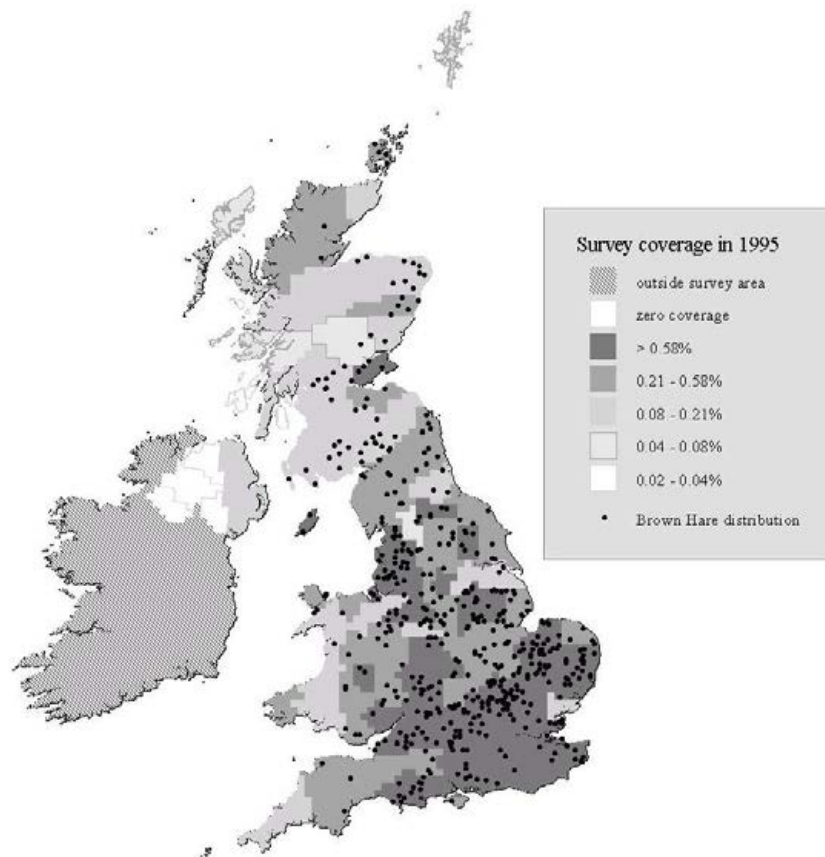 Survey coverage in 1995
outside survey area
zero coverage
> 0.58%
0.21 - 0.58%
0.08 - 0.21%
0.04 - 0.08%
0.02 - 0.04%
Brown Hare distribution